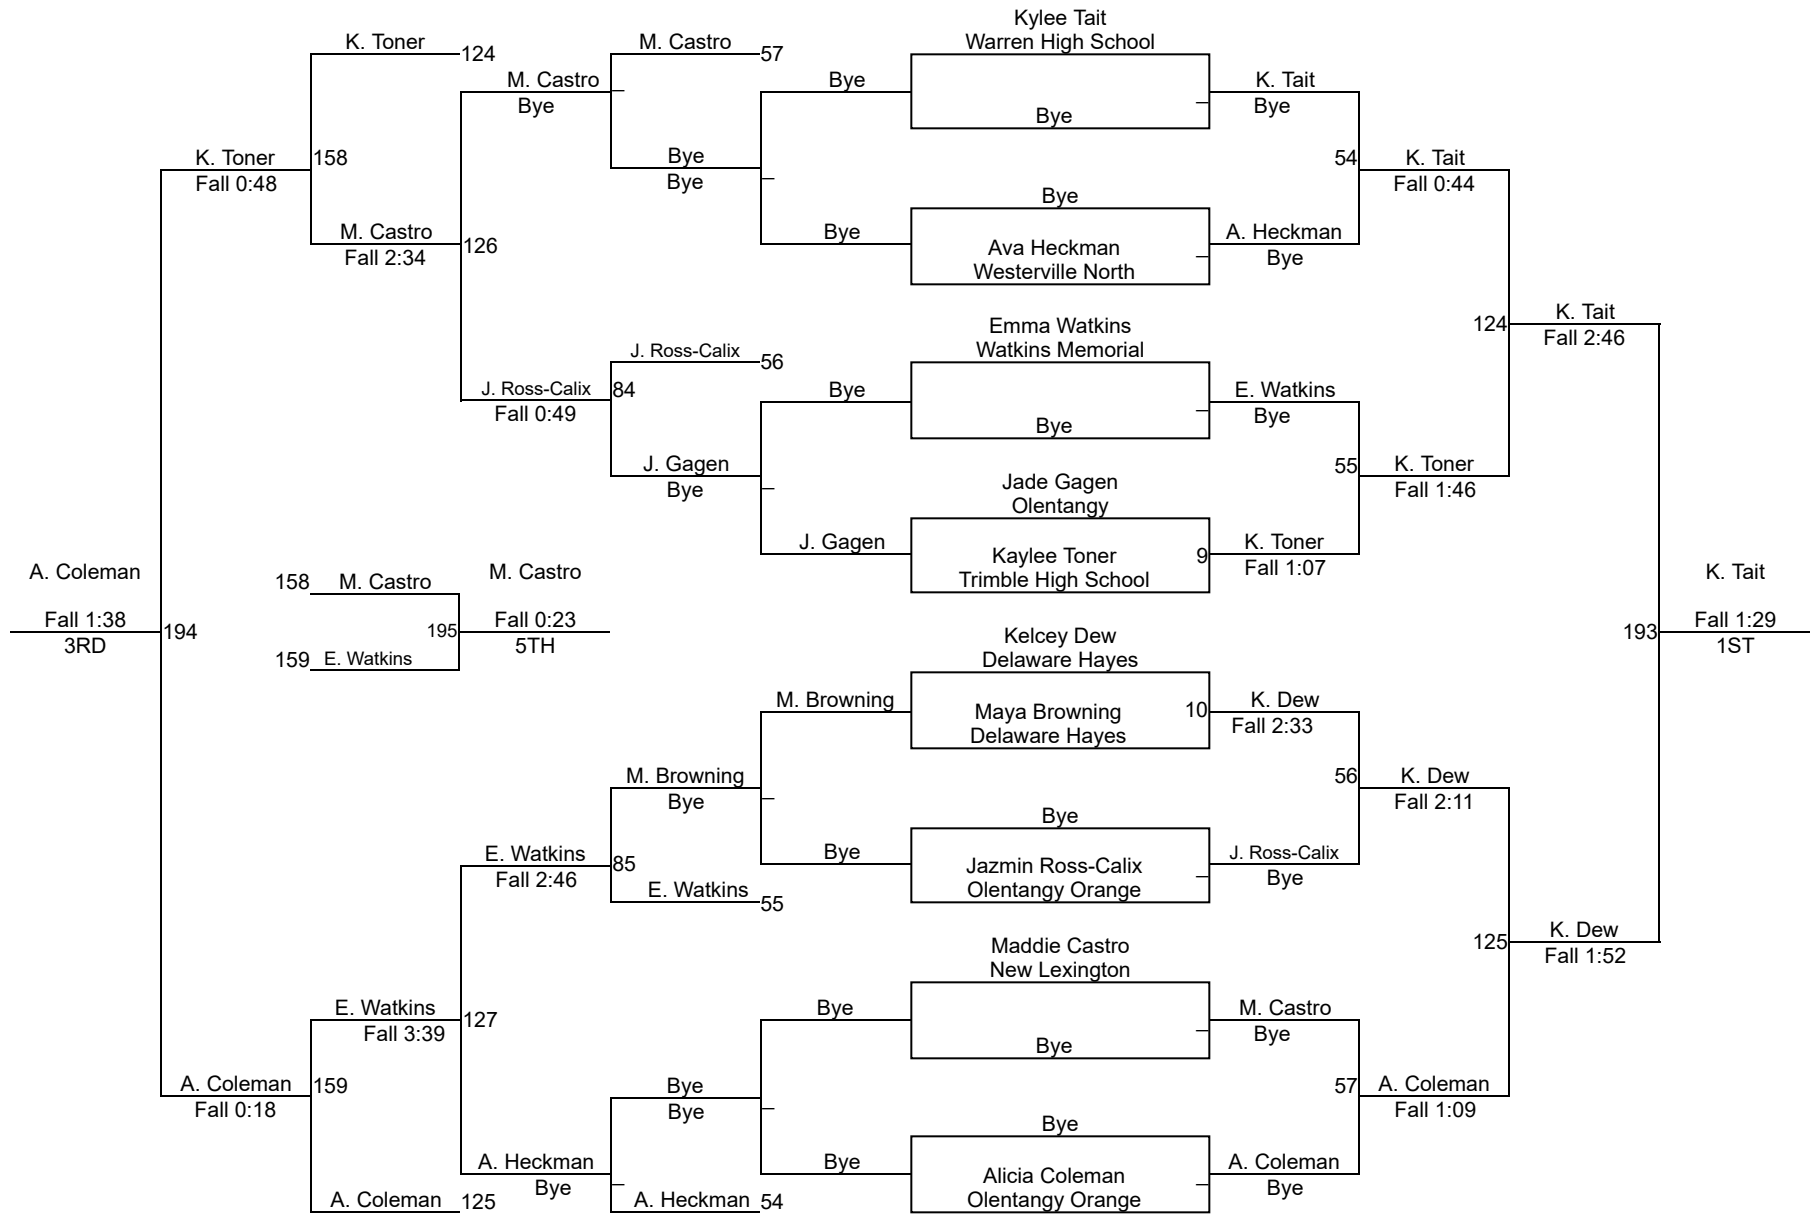 Kylee Tait
K. Toner
M. Castro
Warren High School
124
57
M. Castro
Bye
K. Tait
Bye
Bye
Bye
Bye
K. Toner
158
Bye
54
K. Tait
Fall 0:48
Bye
Fall 0:44
Bye
M. Castro
Bye
A. Heckman
Fall 2:34
126
Ava Heckman
Bye
Westerville North
Emma Watkins
K. Tait
J. Ross-Calix
Watkins Memorial
124
Fall 2:46
56
J. Ross-Calix
84
Bye
E. Watkins
Fall 0:49
Bye
Bye
J. Gagen
55
K. Toner
Bye
Jade Gagen
Fall 1:46
Olentangy
J. Gagen
Kaylee Toner
9
K. Toner
A. Coleman
158
M. Castro
M. Castro
Trimble High School
Fall 1:07
K. Tait
Fall 1:38
Fall 0:23
Fall 1:29
194
195
Kelcey Dew
193
3RD
5TH
1ST
159
E. Watkins
Delaware Hayes
M. Browning
Maya Browning
10
K. Dew
Delaware Hayes
Fall 2:33
M. Browning
56
K. Dew
Bye
Fall 2:11
Bye
E. Watkins
85
Bye
Jazmin Ross-Calix
J. Ross-Calix
Fall 2:46
E. Watkins
55
Olentangy Orange
Bye
Maddie Castro
125
K. Dew
New Lexington
Fall 1:52
E. Watkins
127
Bye
M. Castro
Fall 3:39
Bye
Bye
A. Coleman
159
Bye
57
A. Coleman
Fall 0:18
Bye
Fall 1:09
Bye
A. Heckman
Bye
Alicia Coleman
A. Coleman
Bye
A. Coleman
125
A. Heckman
54
Olentangy Orange
Bye